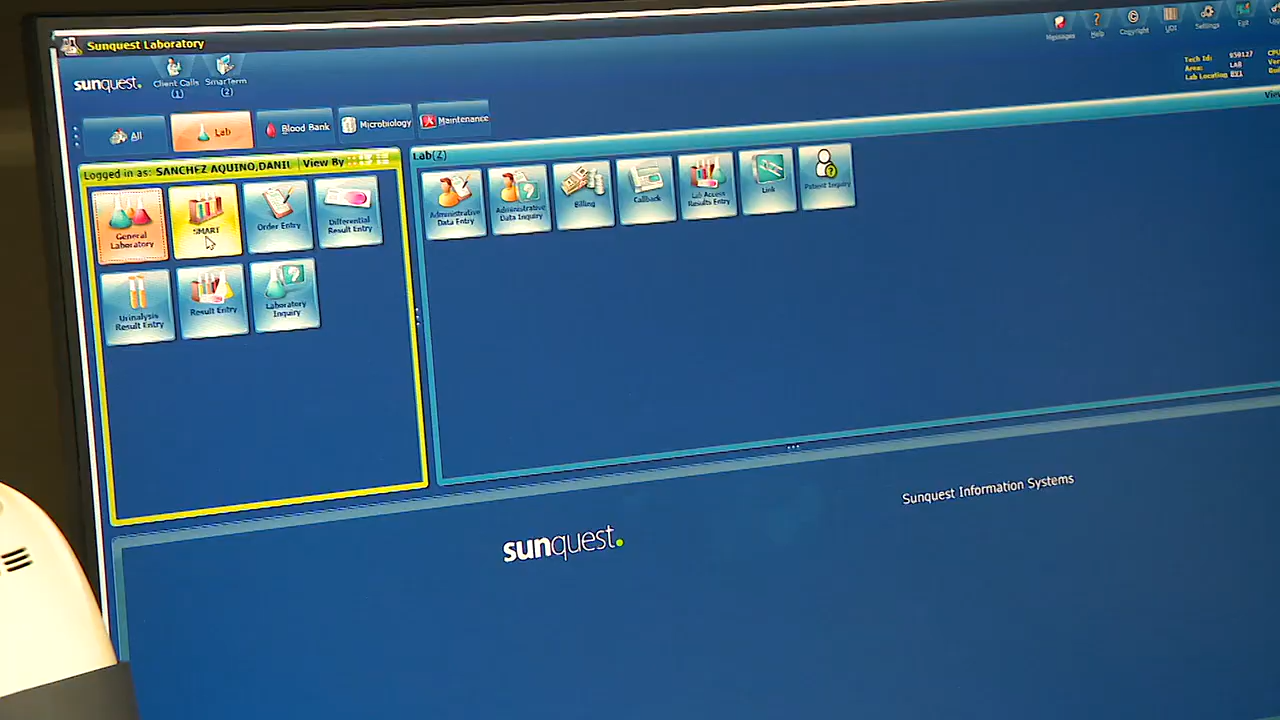 Sunquest Laboratory
Messages Help Copyright UDI Settings Exit
sunquest. Client Calls (1) SmarTerm (2)
Tech Id: 959127
Area: LAB
Lab Location
All Lab Blood Bank Microbiology Maintenance
Logged in as: SANCHEZ AQUINO,DANIL View By
General Laboratory
SMART
Order Entry
Differential Result Entry
Urinalysis Result Entry
Result Entry
Laboratory Inquiry
Lab(Z)
Administrative Data Entry
Administrative Data Inquiry
Billing
Callback
Lab Access Results Entry
Link
Patient Inquiry
sunquest.
Sunquest Information Systems